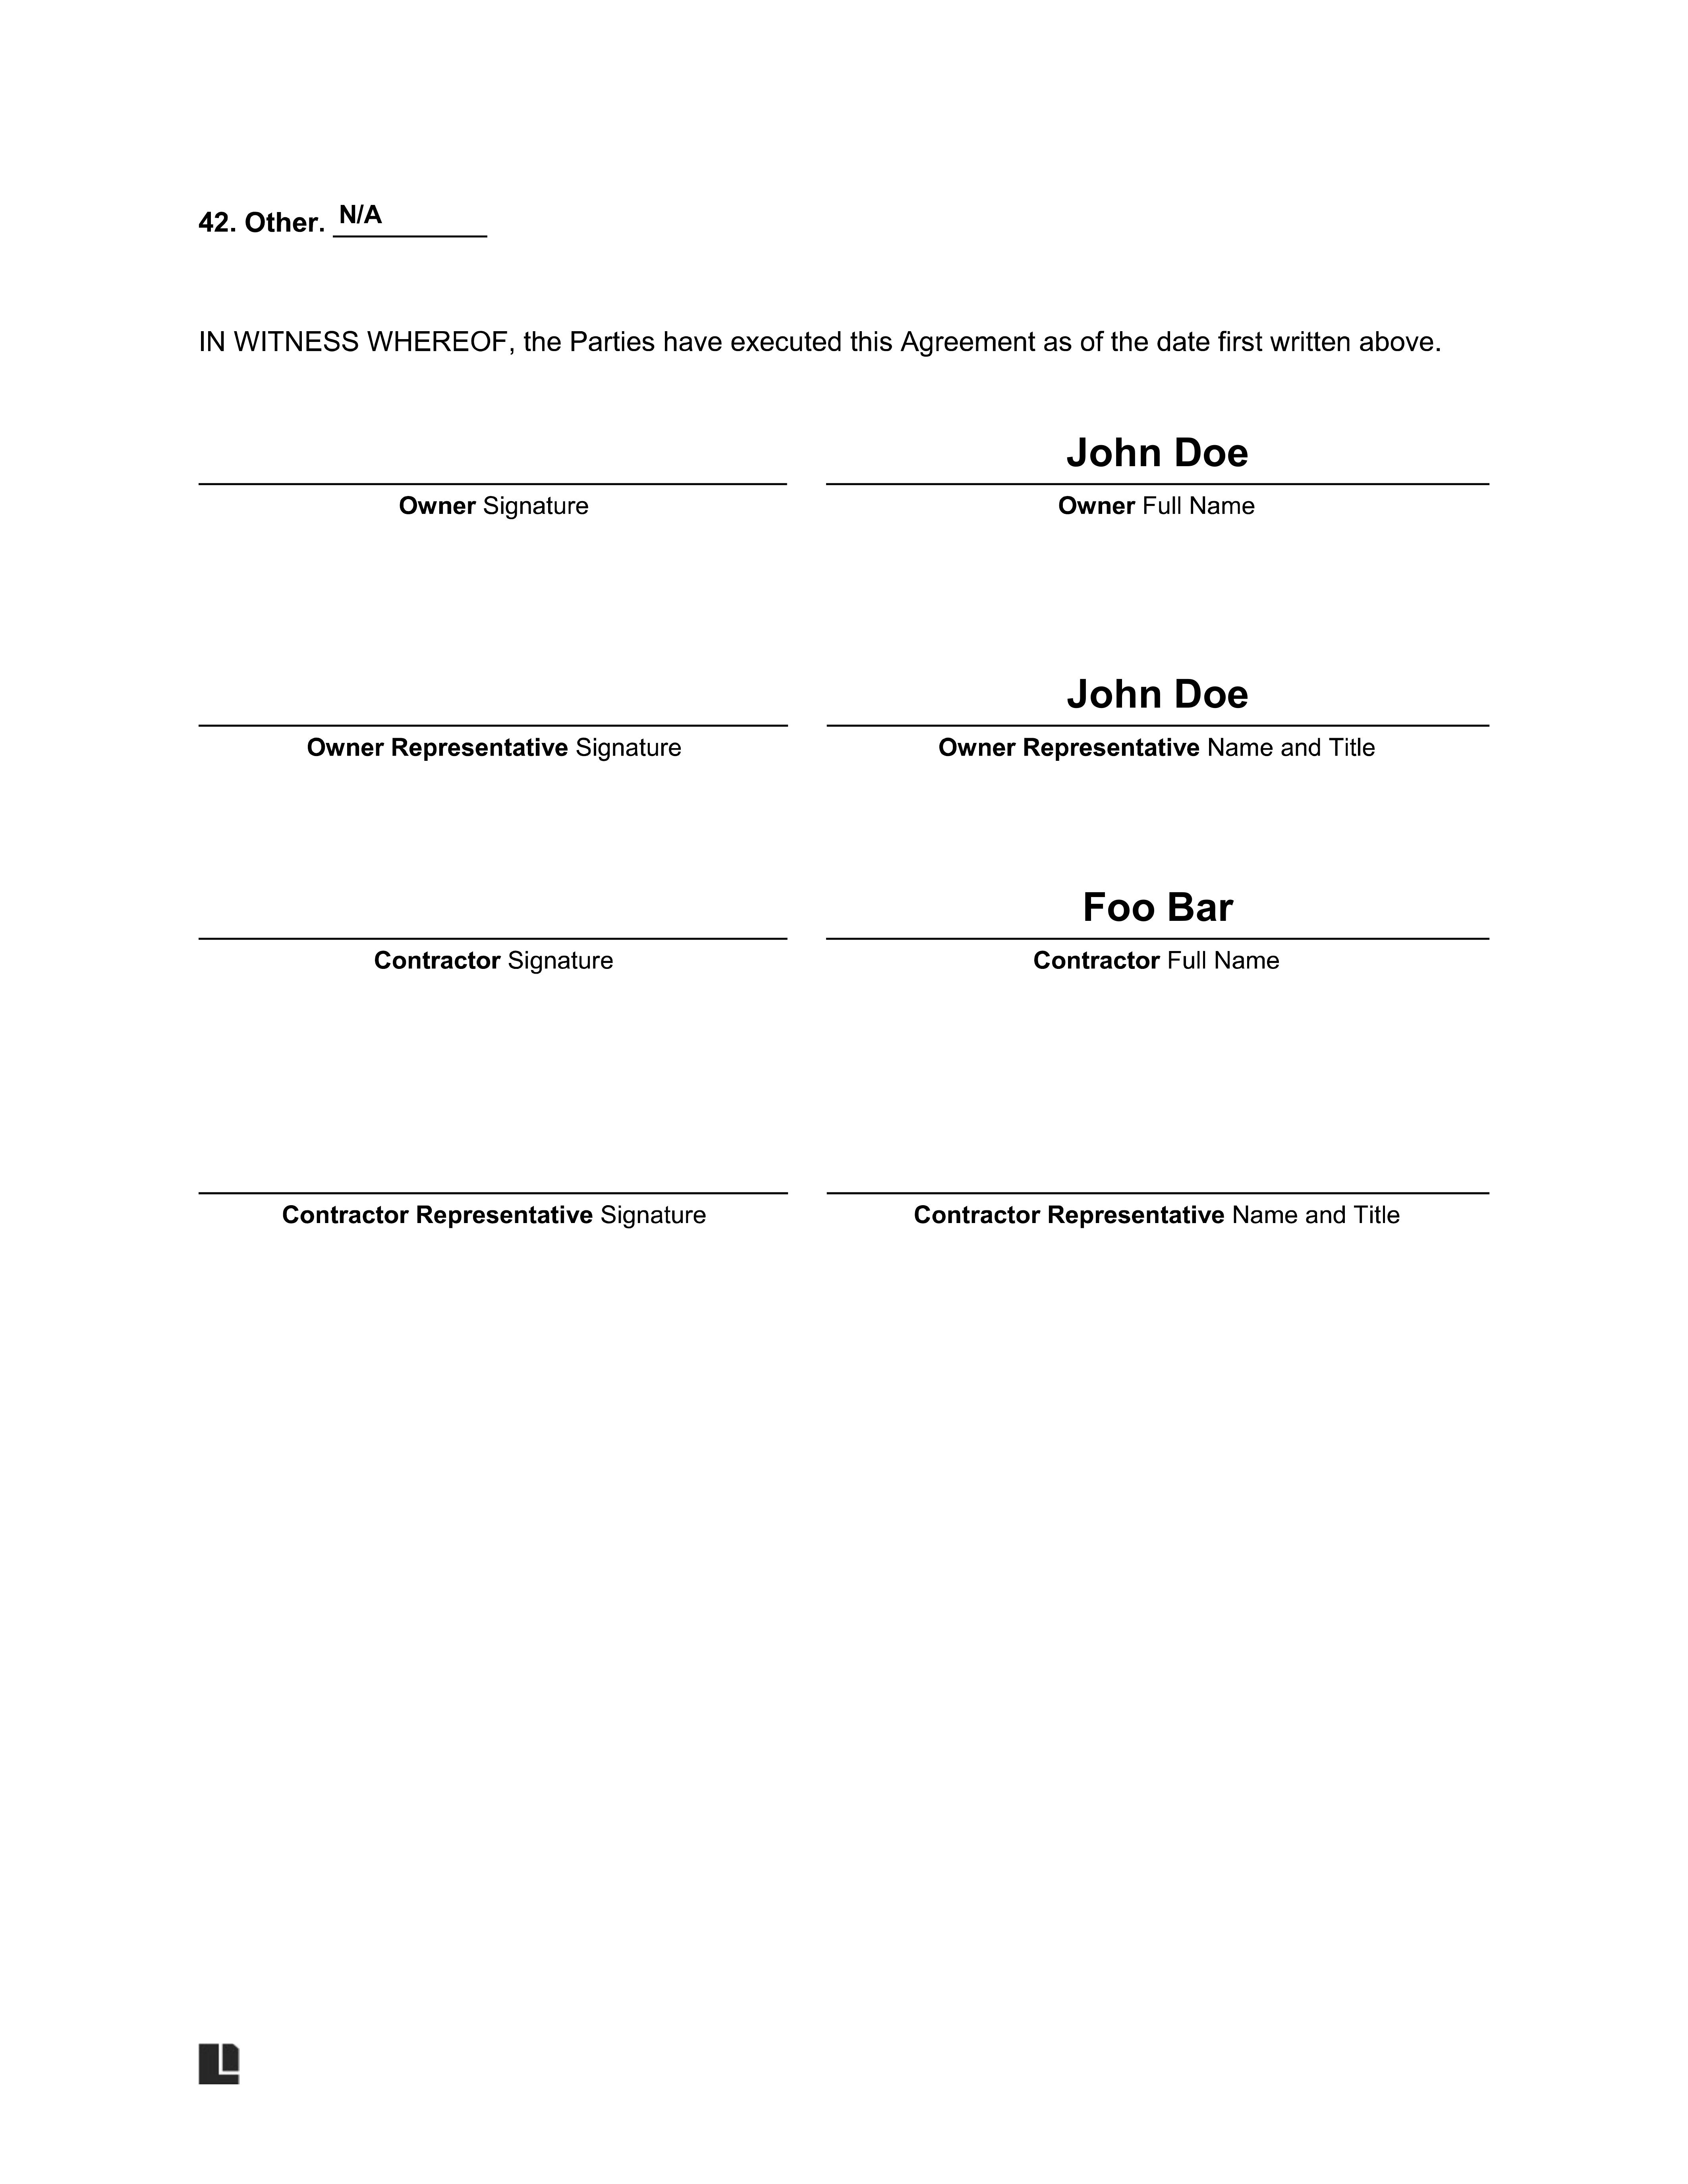 42. Other. N/A
IN WITNESS WHEREOF, the Parties have executed this Agreement as of the date first written above.
John Doe
Owner Signature Owner Full Name
John Doe
Owner Representative Signature Owner Representative Name and Title
Foo Bar
Contractor Signature Contractor Full Name
Contractor Representative Signature Contractor Representative Name and Title